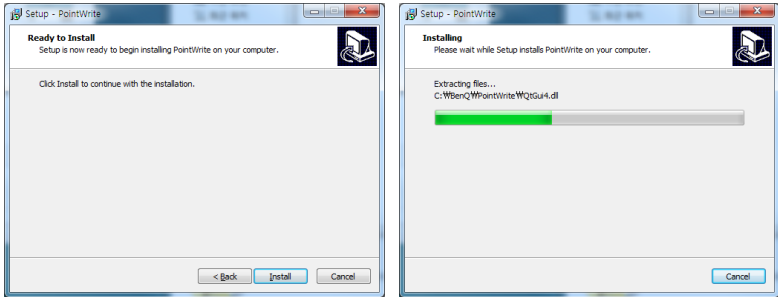 Setup - PointWrite
Ready to Install
Setup is now ready to begin installing PointWrite on your computer.
Click Install to continue with the installation.
< Back
Install
Cancel
Setup - PointWrite
Installing
Please wait while Setup installs PointWrite on your computer.
Extracting files...
C:₩BenQ₩PointWrite₩QtGui4.dll
Cancel